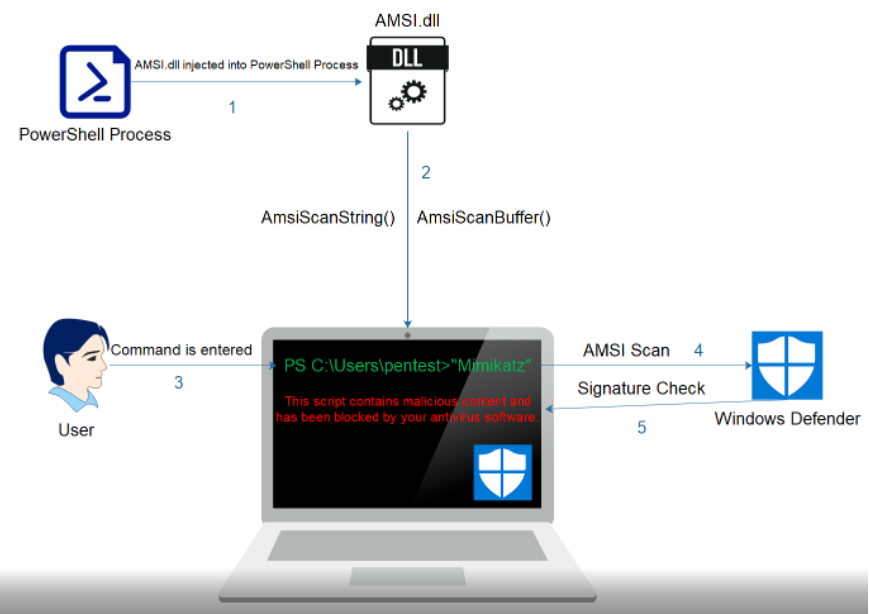 AMSI.dll
DLL
AMSI.dll injected into PowerShell Process
1
PowerShell Process
2
AmsiScanString() AmsiScanBuffer()
Command is entered
3
User
PS C:\Users\pentest>"Mimikatz"
This script contains malicious content and
has been blocked by your antivirus software.
AMSI Scan 4
Signature Check
5
Windows Defender